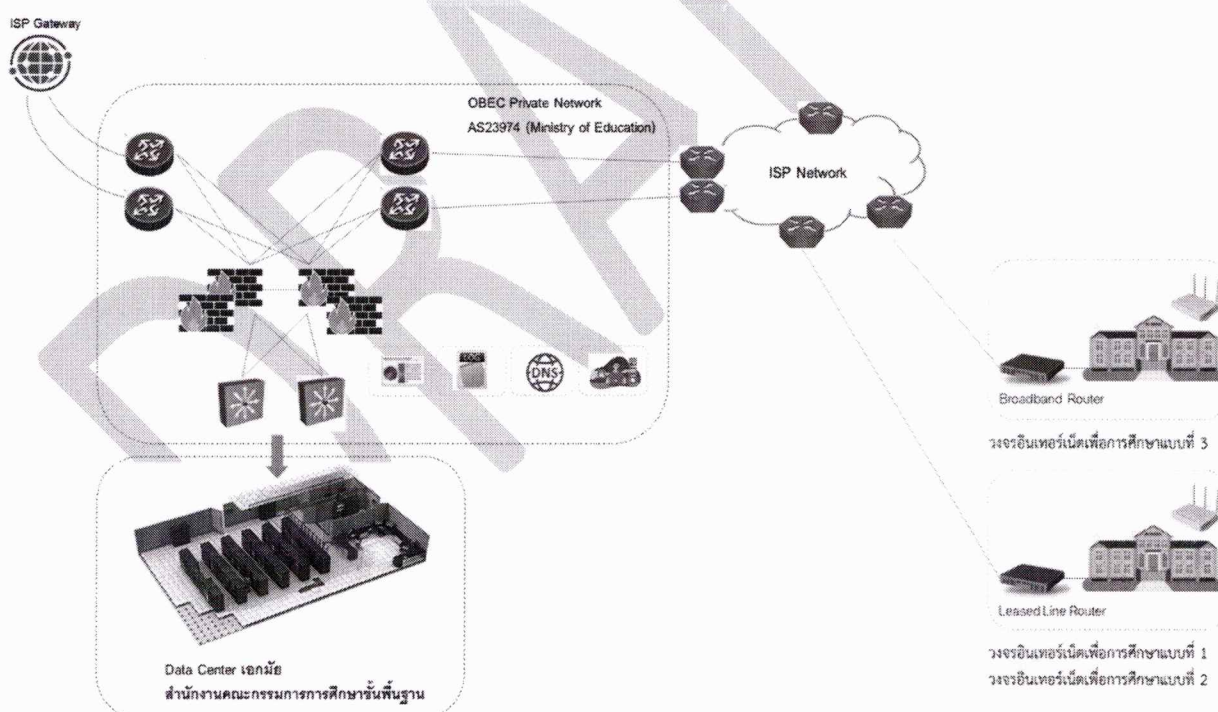 ISP Gateway
OBEC Private Network
AS23974 (Ministry of Education)
ISP Network
LOG
DNS
Broadband Router
วงจรอินเทอร์เน็ตเพื่อการศึกษาแบบที่ 3
Leased Line Router
วงจรอินเทอร์เน็ตเพื่อการศึกษาแบบที่ 1
วงจรอินเทอร์เน็ตเพื่อการศึกษาแบบที่ 2
Data Center เอกมัย
สำนักงานคณะกรรมการการศึกษาขั้นพื้นฐาน